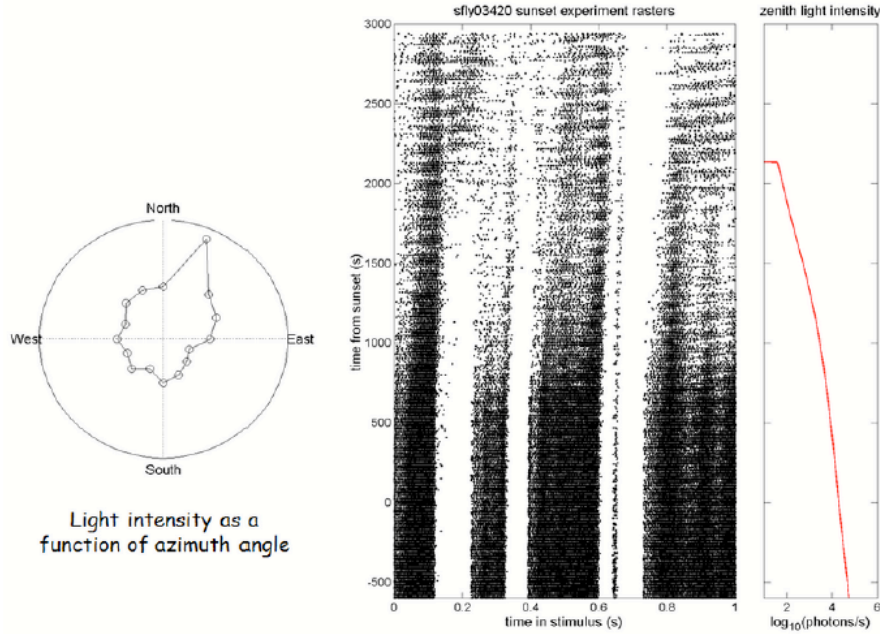 sfly03420 sunset experiment rasters
zenith light intensity
North
West
East
South
Light intensity as a
function of azimuth angle
time from sunset (s)
3000
2500
2000
1500
1000
500
0
-500
0 0.2 0.4 0.6 0.8 1
time in stimulus (s)
2 4 6
log10(photons/s)